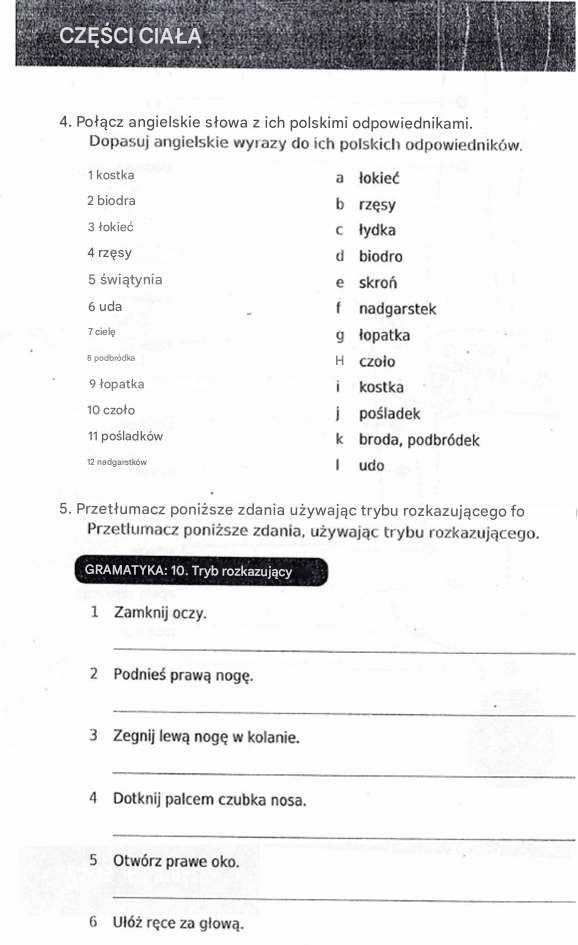 CZĘŚCI CIAŁA
4. Połącz angielskie słowa z ich polskimi odpowiednikami.
Dopasuj angielskie wyrazy do ich polskich odpowiedników.
1 kostka
2 biodra
3 łokieć
4 rzęsy
5 świątynia
6 uda
7 cielę
8 podbródka
9 łopatka
10 czoło
11 pośladków
12 nadgarstków
a łokieć
b rzęsy
c łydka
d biodro
e skroń
f nadgarstek
g łopatka
H czoło
i kostka
j pośladek
k broda, podbródek
l udo
5. Przetłumacz poniższe zdania używając trybu rozkazującego fo
Przetłumacz poniższe zdania, używając trybu rozkazującego.
GRAMATYKA: 10. Tryb rozkazujący
1 Zamknij oczy.
2 Podnieś prawą nogę.
3 Zegnij lewą nogę w kolanie.
4 Dotknij palcem czubka nosa.
5 Otwórz prawe oko.
6 Ułóż ręce za głową.